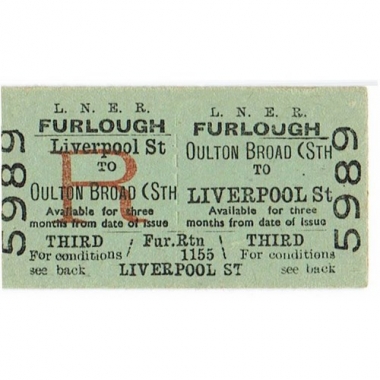 L. N. E. R.
FURLOUGH
Liverpool St
TO
OULTON BROAD (STH
Available for three
months from date of issue
THIRD
For conditions
see back
R
L. N. E. R.
FURLOUGH
OULTON BROAD (STH
TO
LIVERPOOL St
Available for three
months from date of issue
THIRD
For conditions
see back
Fur.Rtn
1155
LIVERPOOL ST
5989
5989